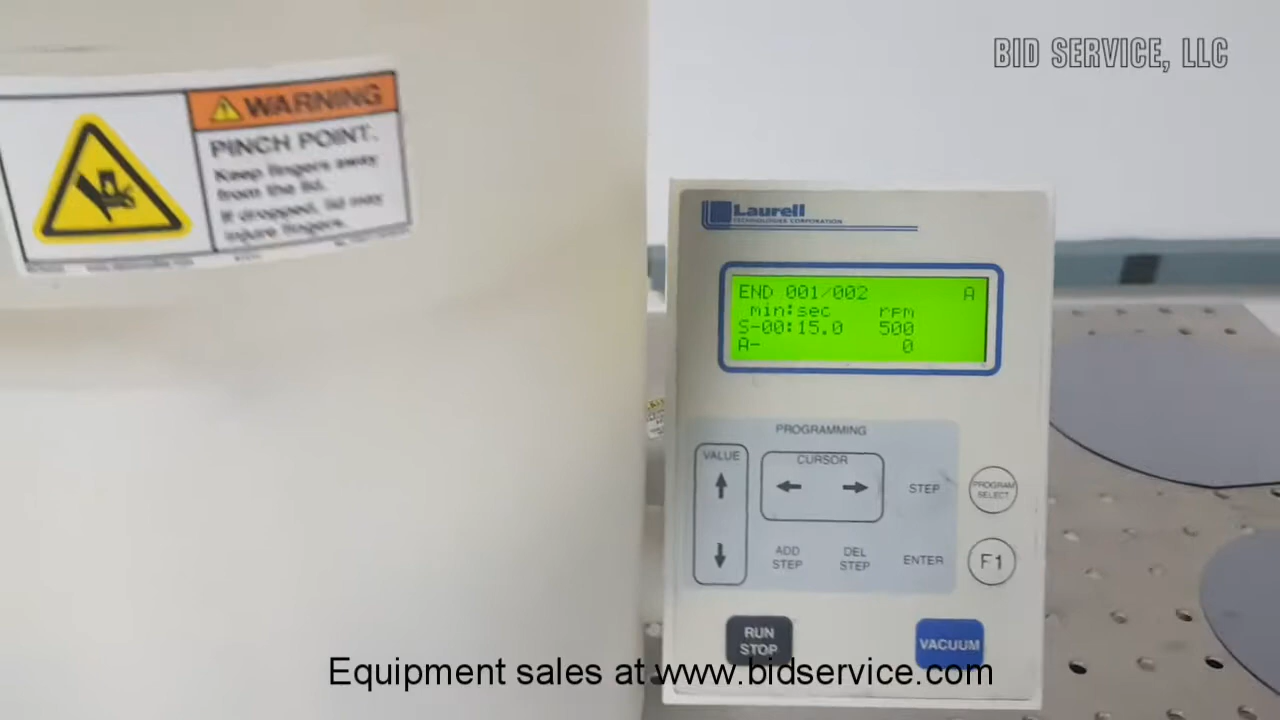 BID SERVICE, LLC
WARNING
PINCH POINT.
Keep fingers away
from the lid.
If dropped, lid may
injure fingers.
Laurell
TECHNOLOGIES CORPORATION
END 001/002 A
min:sec rpm
S-00:15.0 500
A- 0
PROGRAMMING
VALUE
CURSOR
STEP
PROGRAM
SELECT
ADD
STEP
DEL
STEP
ENTER
F1
RUN
STOP
VACUUM
Equipment sales at www.bidservice.com